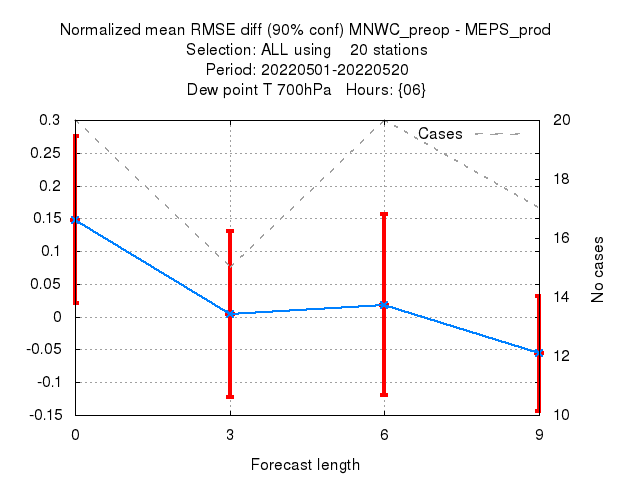 Normalized mean RMSE diff (90% conf) MNWC_preop - MEPS_prod
Selection: ALL using    20 stations
Period: 20220501-20220520
Dew point T 700hPa   Hours: {06}
Cases
0.3
0.25
0.2
0.15
0.1
0.05
0
-0.05
-0.1
-0.15
20
18
16
14
12
10
No cases
0 3 6 9
Forecast length